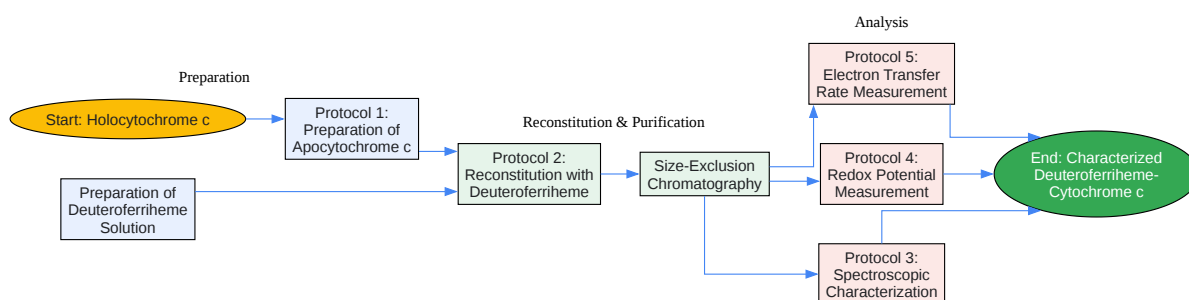 Analysis
Preparation
Reconstitution & Purification
Start: Holocytochrome c
Protocol 1:
Preparation of
Apocytochrome c
Preparation of
Deuteroferriheme
Solution
Protocol 2:
Reconstitution with
Deuteroferriheme
Size-Exclusion
Chromatography
Protocol 5:
Electron Transfer
Rate Measurement
Protocol 4:
Redox Potential
Measurement
Protocol 3:
Spectroscopic
Characterization
End: Characterized
Deuteroferriheme-
Cytochrome c